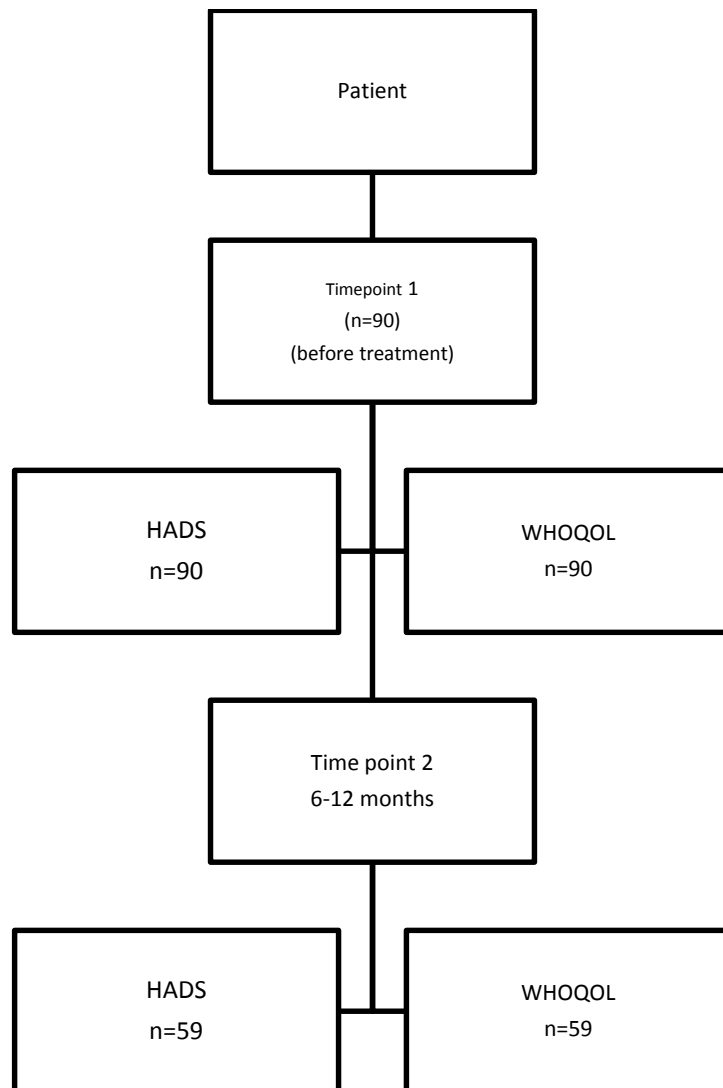 Patient
Timepoint 1
(n=90)
(before treatment)
HADS
n=90
WHOQOL
n=90
Time point 2
6-12 months
HADS
n=59
WHOQOL
n=59